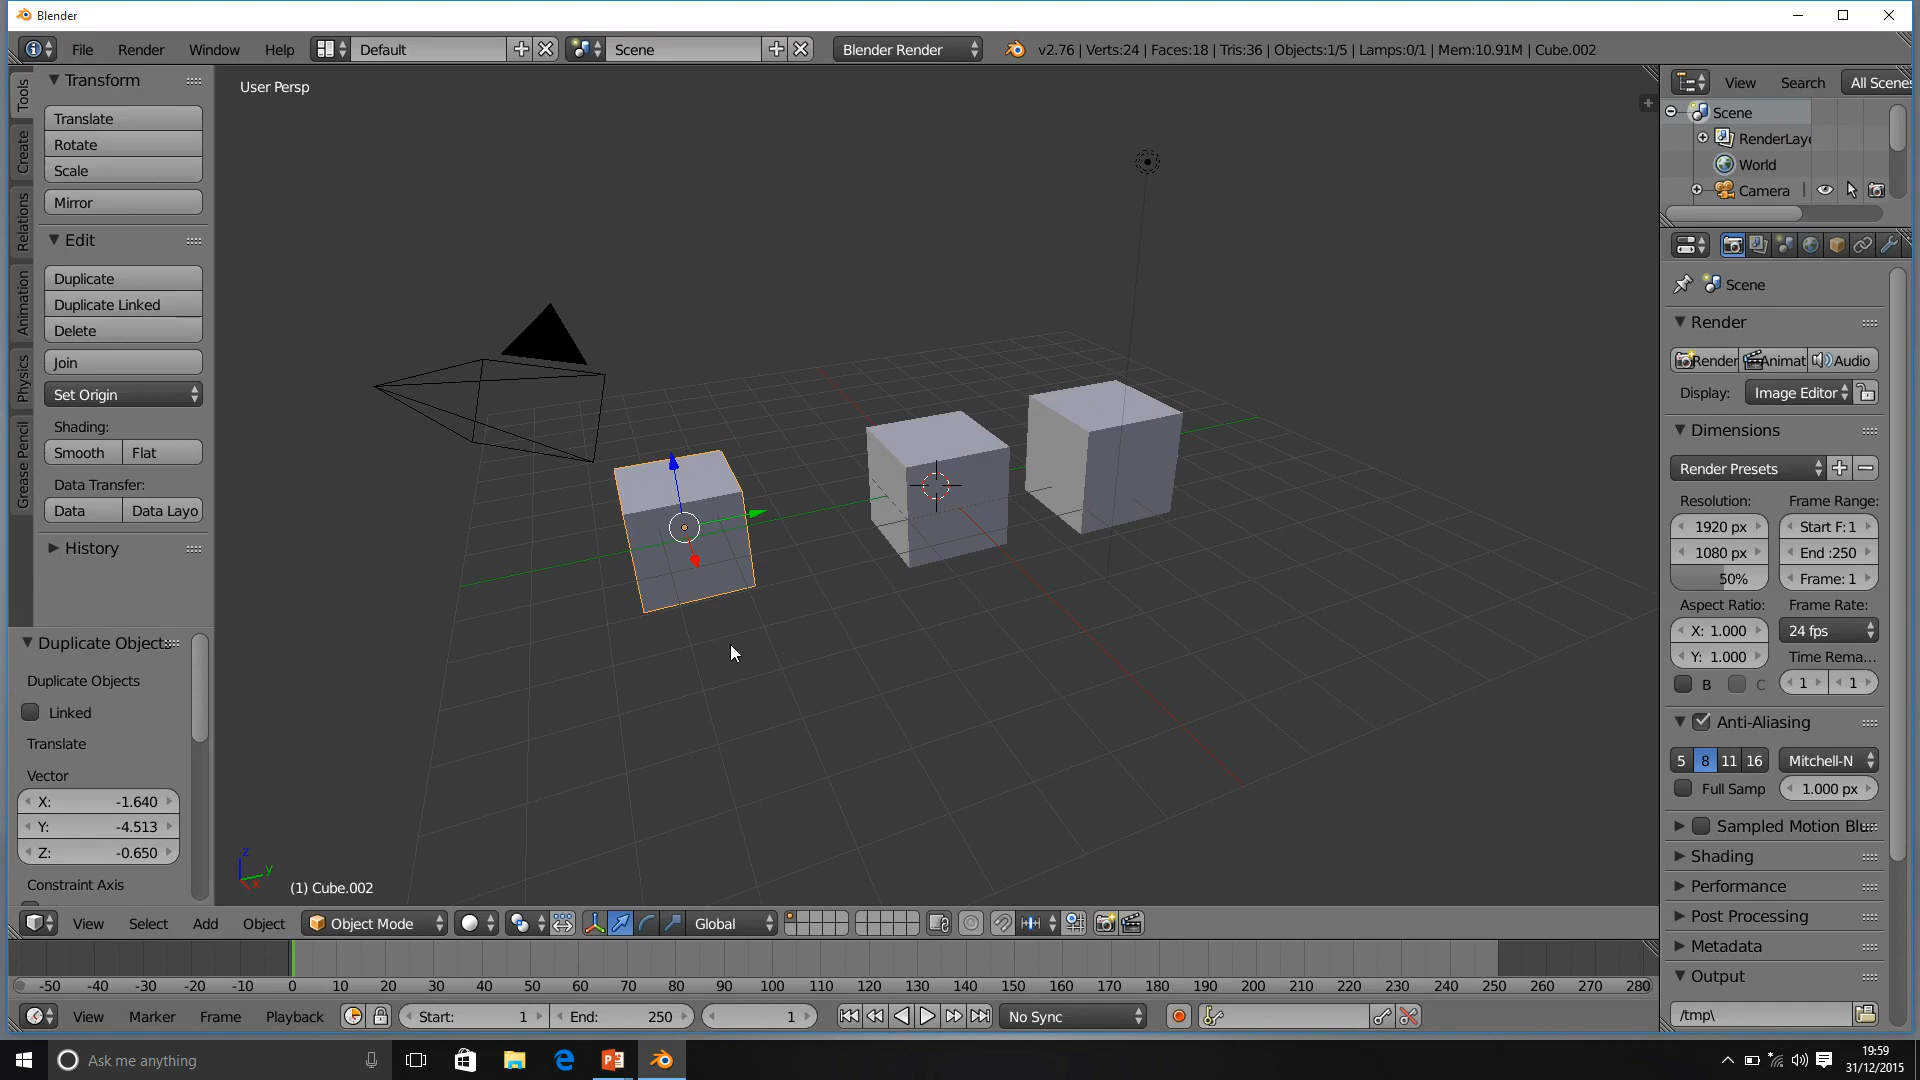 Blender
File Render Window Help Default Scene Blender Render v2.76 | Verts:24 | Faces:18 | Tris:36 | Objects:1/5 | Lamps:0/1 | Mem:10.91M | Cube.002
Tools
Create
Relations
Animation
Physics
Grease Pencil
Transform
Translate
Rotate
Scale
Mirror
Edit
Duplicate
Duplicate Linked
Delete
Join
Set Origin
Shading:
Smooth Flat
Data Transfer:
Data Data Layo
History
Duplicate Objects
Duplicate Objects
Linked
Translate
Vector
X: -1.640
Y: -4.513
Z: -0.650
Constraint Axis
User Persp
z
y
x
(1) Cube.002
View Search All Scenes
Scene
RenderLaye
World
Camera
Scene
Render
Render Animat Audio
Display: Image Editor
Dimensions
Render Presets
Resolution: Frame Range:
1920 px Start F:1
1080 px End :250
50% Frame: 1
Aspect Ratio: Frame Rate:
X: 1.000 24 fps
Y: 1.000 Time Rema...
B C 1 1
Anti-Aliasing
5 8 11 16 Mitchell-N
Full Samp 1.000 px
Sampled Motion Blu
Shading
Performance
Post Processing
Metadata
Output
/tmp\
View Select Add Object Object Mode Global
-50 -40 -30 -20 -10 0 10 20 30 40 50 60 70 80 90 100 110 120 130 140 150 160 170 180 190 200 210 220 230 240 250 260 270 280
View Marker Frame Playback Start: 1 End: 250 1 No Sync
Ask me anything
19:59
31/12/2015